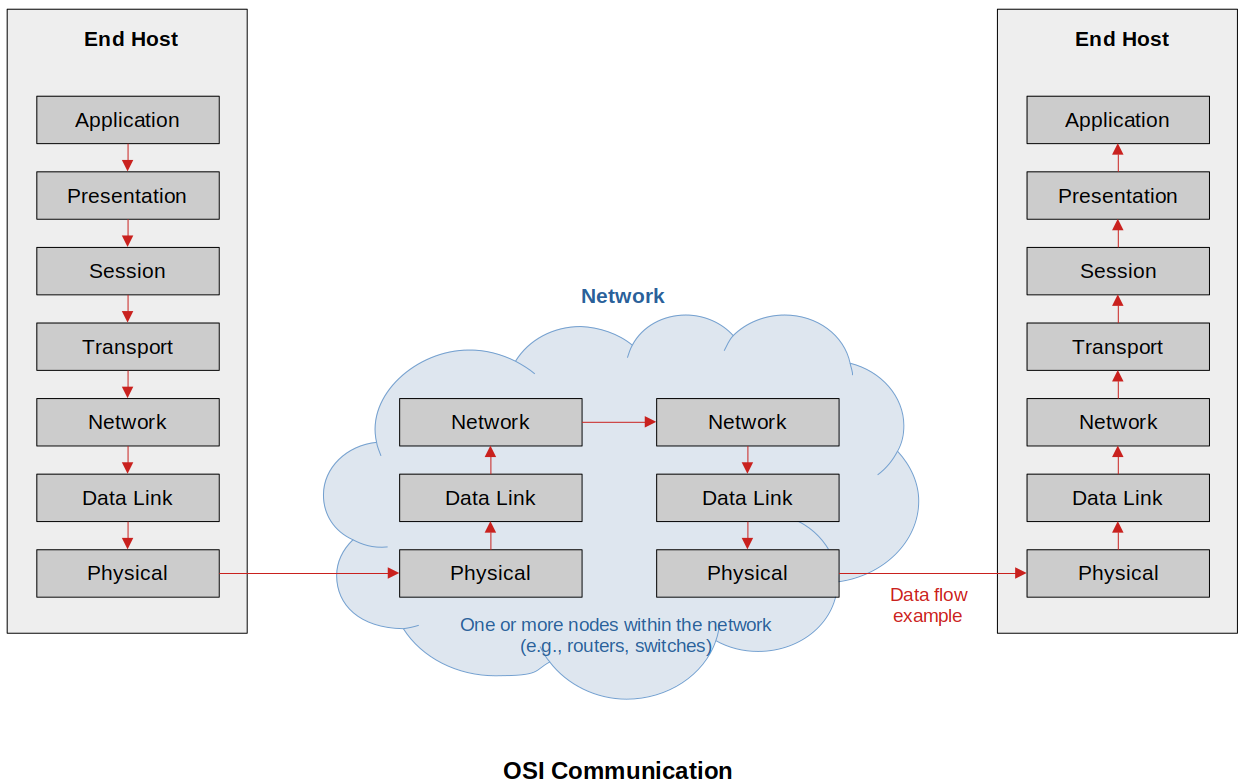 End Host
Application
Presentation
Session
Transport
Network
Data Link
Physical
Network
Network
Data Link
Physical
Network
Data Link
Physical
One or more nodes within the network
(e.g., routers, switches)
Data flow
example
End Host
Application
Presentation
Session
Transport
Network
Data Link
Physical
OSI Communication